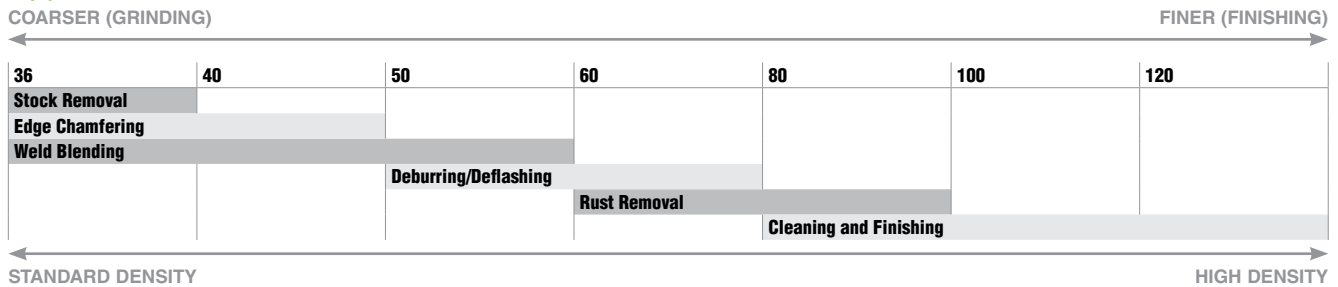 COARSER (GRINDING) FINER (FINISHING)
36 40 50 60 80 100 120
Stock Removal
Edge Chamfering
Weld Blending
Deburring/Deflashing
Rust Removal
Cleaning and Finishing
STANDARD DENSITY HIGH DENSITY